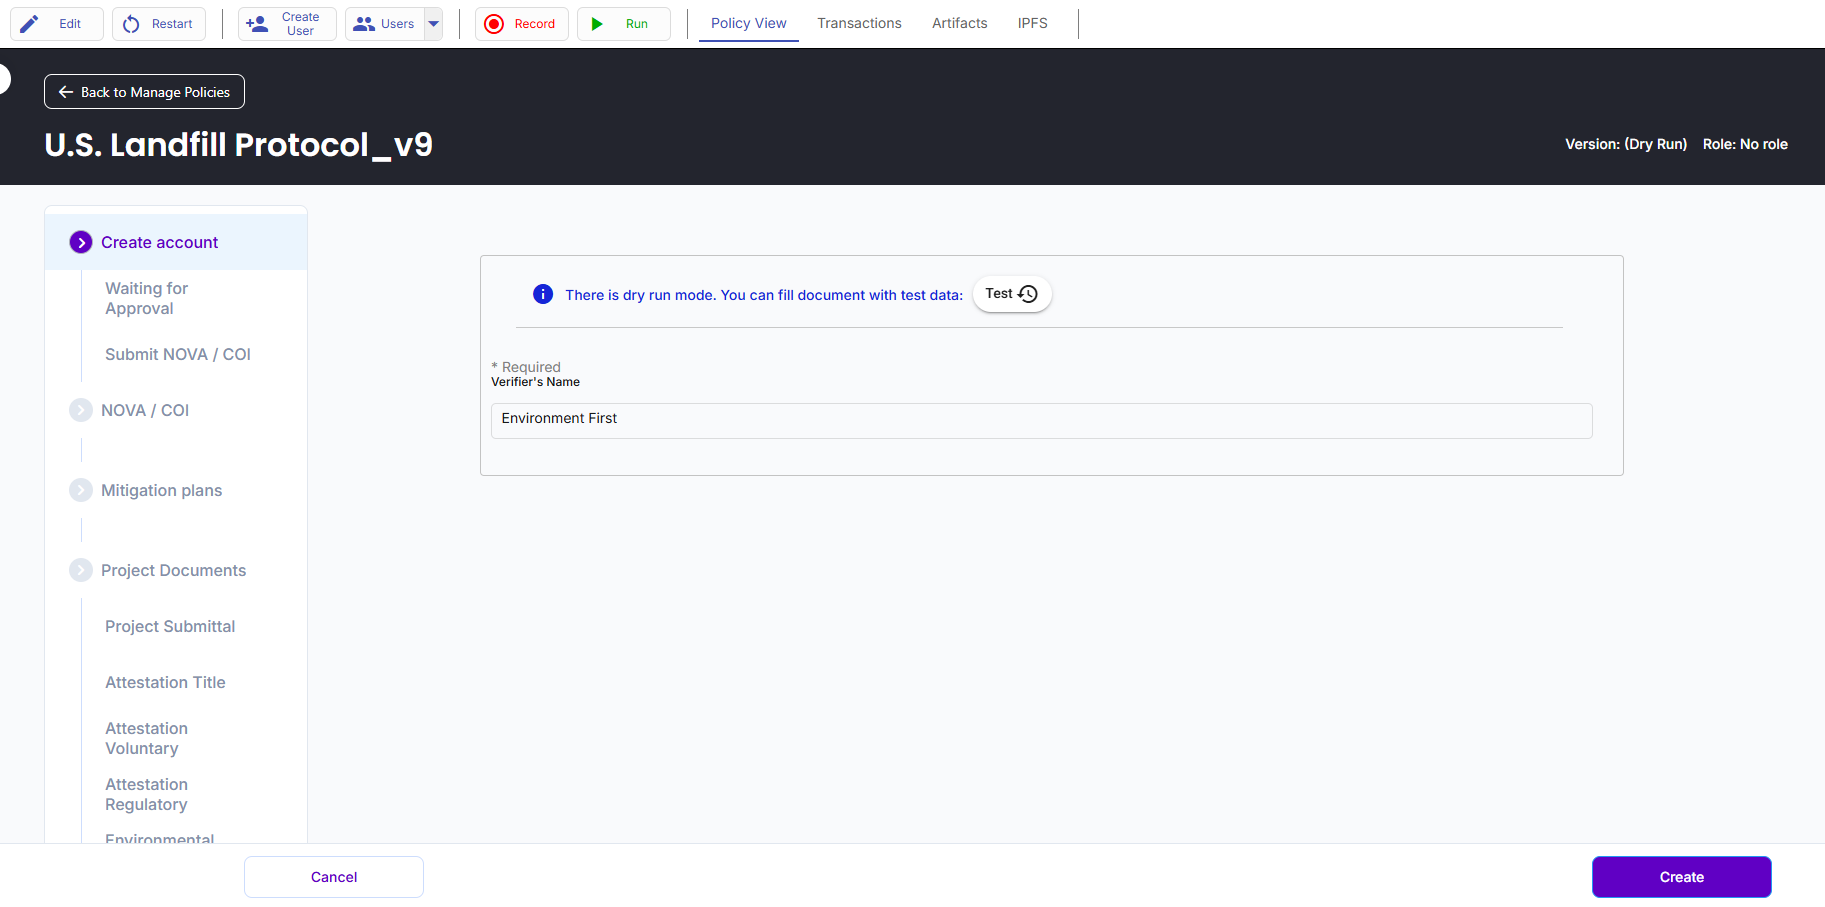 Edit
Restart
Create
User
Users
Record
Run
Policy View
Transactions
Artifacts
IPFS
Back to Manage Policies
U.S. Landfill Protocol_v9
Version: (Dry Run)
Role: No role
Create account
Waiting for
Approval
Submit NOVA / COI
NOVA / COI
Mitigation plans
Project Documents
Project Submittal
Attestation Title
Attestation
Voluntary
Attestation
Regulatory
Environmental
There is dry run mode. You can fill document with test data:
Test
* Required
Verifier's Name
Environment First
Cancel
Create